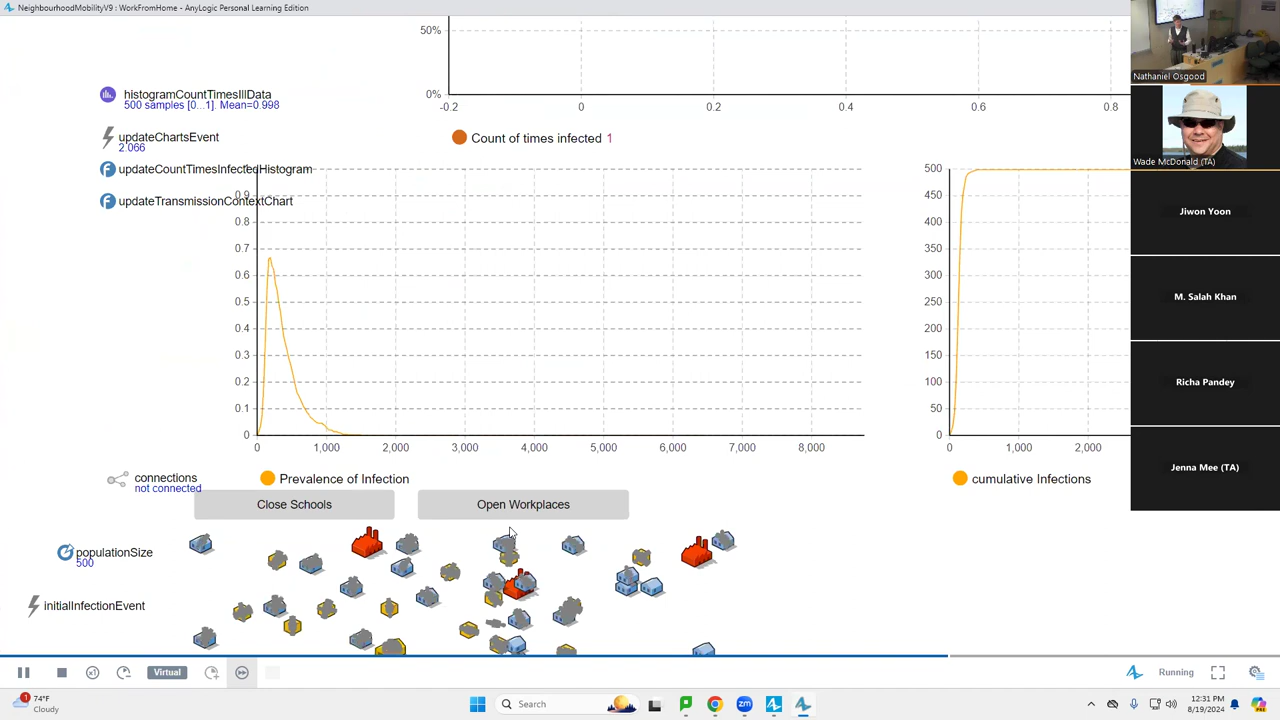 NeighbourhoodMobilityV9 : WorkFromHome - AnyLogic Personal Learning Edition
50%
0%
-0.2
0
0.2
0.4
0.6
0.8
histogramCountTimesIllData
500 samples [0...1]. Mean=0.998
updateChartsEvent
2.066
Count of times infected 1
updateCountTimesInfectedHistogram
updateTransmissionContextChart
0.9
0.8
0.7
0.6
0.5
0.4
0.3
0.2
0.1
0
0
1,000
2,000
3,000
4,000
5,000
6,000
7,000
8,000
500
450
400
350
300
250
200
150
100
50
0
0
1,000
2,000
connections
not connected
Prevalence of Infection
cumulative Infections
Close Schools
Open Workplaces
populationSize
500
initialInfectionEvent
Nathaniel Osgood
Wade McDonald (TA)
Jiwon Yoon
M. Salah Khan
Richa Pandey
Jenna Mee (TA)
x1
Virtual
Running
1
74°F
Cloudy
Search
zm
12:31 PM
8/19/2024